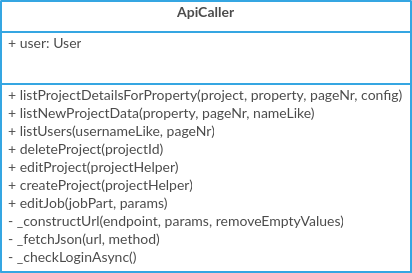 ApiCaller
+ user: User
+ listProjectDetailsForProperty(project, property, pageNr, config)
+ listNewProjectData(property, pageNr, nameLike)
+ listUsers(usernameLike, pageNr)
+ deleteProject(projectId)
+ editProject(projectHelper)
+ createProject(projectHelper)
+ editJob(jobPart, params)
- _constructUrl(endpoint, params, removeEmptyValues)
- _fetchJson(url, method)
- _checkLoginAsync()